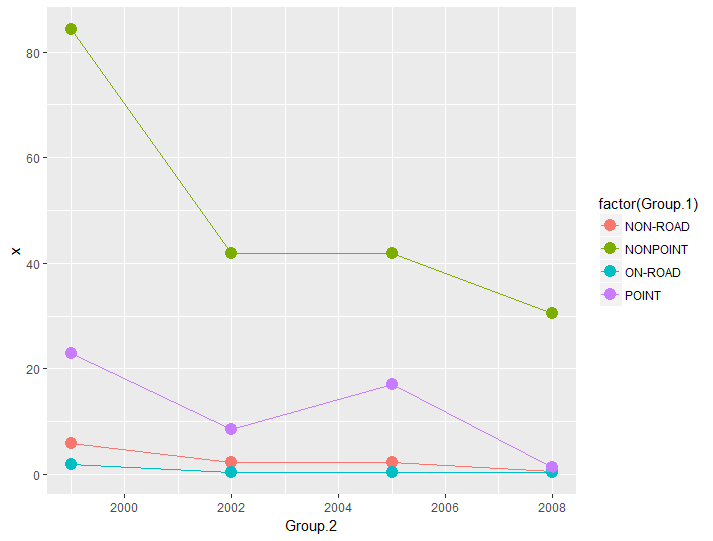 80
60
40
20
0
x
2000 2002 2004 2006 2008
Group.2
factor(Group.1)
NON-ROAD
NONPOINT
ON-ROAD
POINT